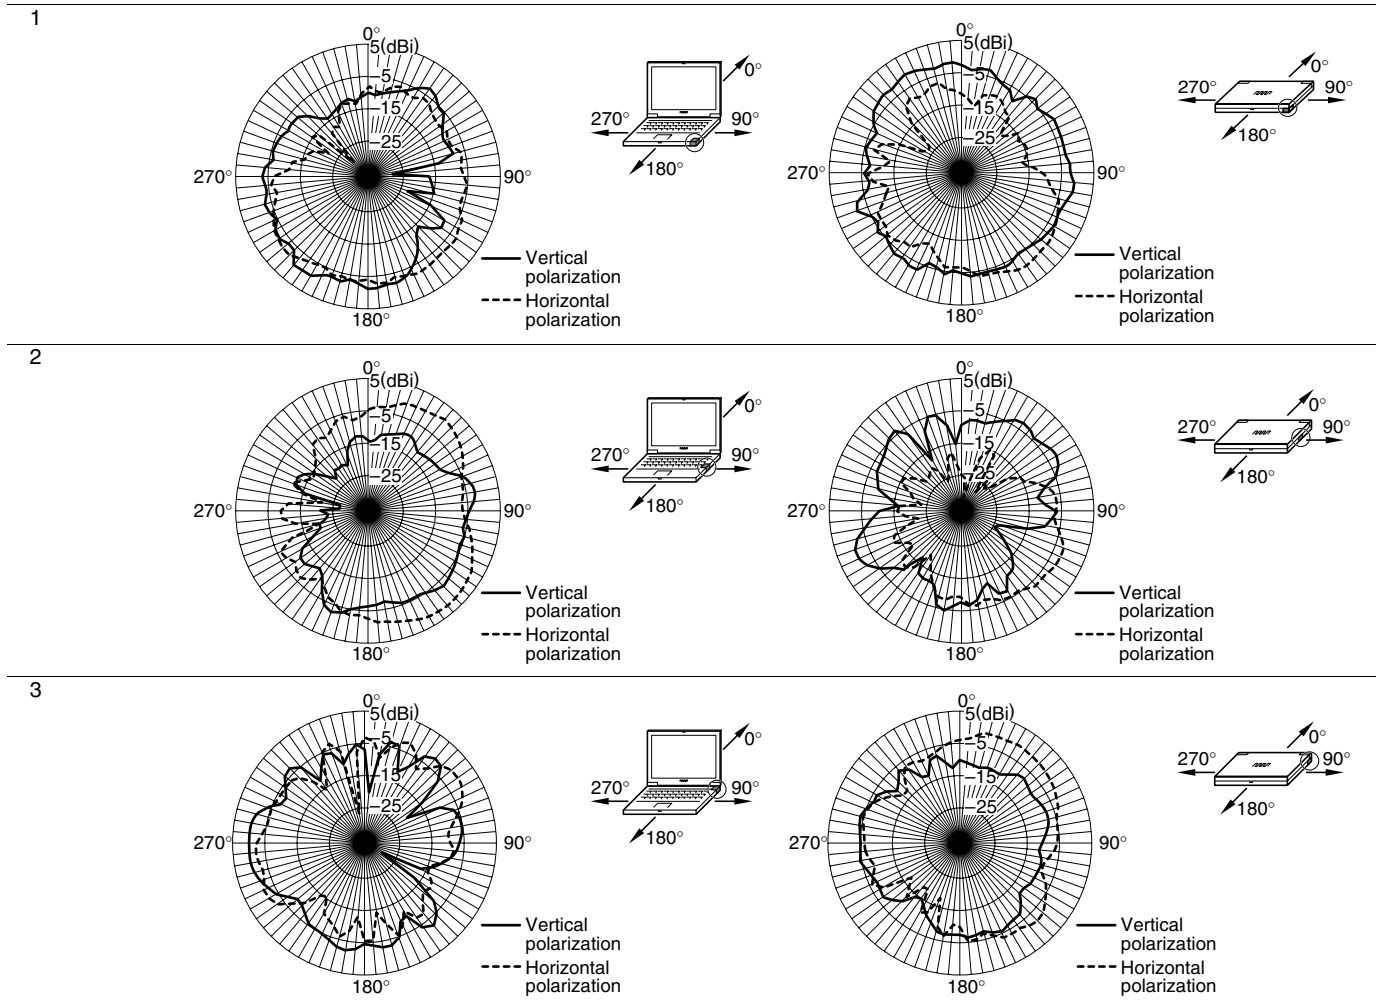 1
0°
5(dBi)
–5
–15
–25
270°
90°
180°
Vertical
polarization
Horizontal
polarization
0°
270°
90°
180°
0°
5(dBi)
–5
–15
–25
270°
90°
180°
Vertical
polarization
Horizontal
polarization
0°
270°
90°
180°
2
0°
5(dBi)
–5
–15
–25
270°
90°
180°
Vertical
polarization
Horizontal
polarization
0°
270°
90°
180°
0°
5(dBi)
–5
–15
–25
270°
90°
180°
Vertical
polarization
Horizontal
polarization
0°
270°
90°
180°
3
0°
5(dBi)
–5
–15
–25
270°
90°
180°
Vertical
polarization
Horizontal
polarization
0°
270°
90°
180°
0°
5(dBi)
–5
–15
–25
270°
90°
180°
Vertical
polarization
Horizontal
polarization
0°
270°
90°
180°